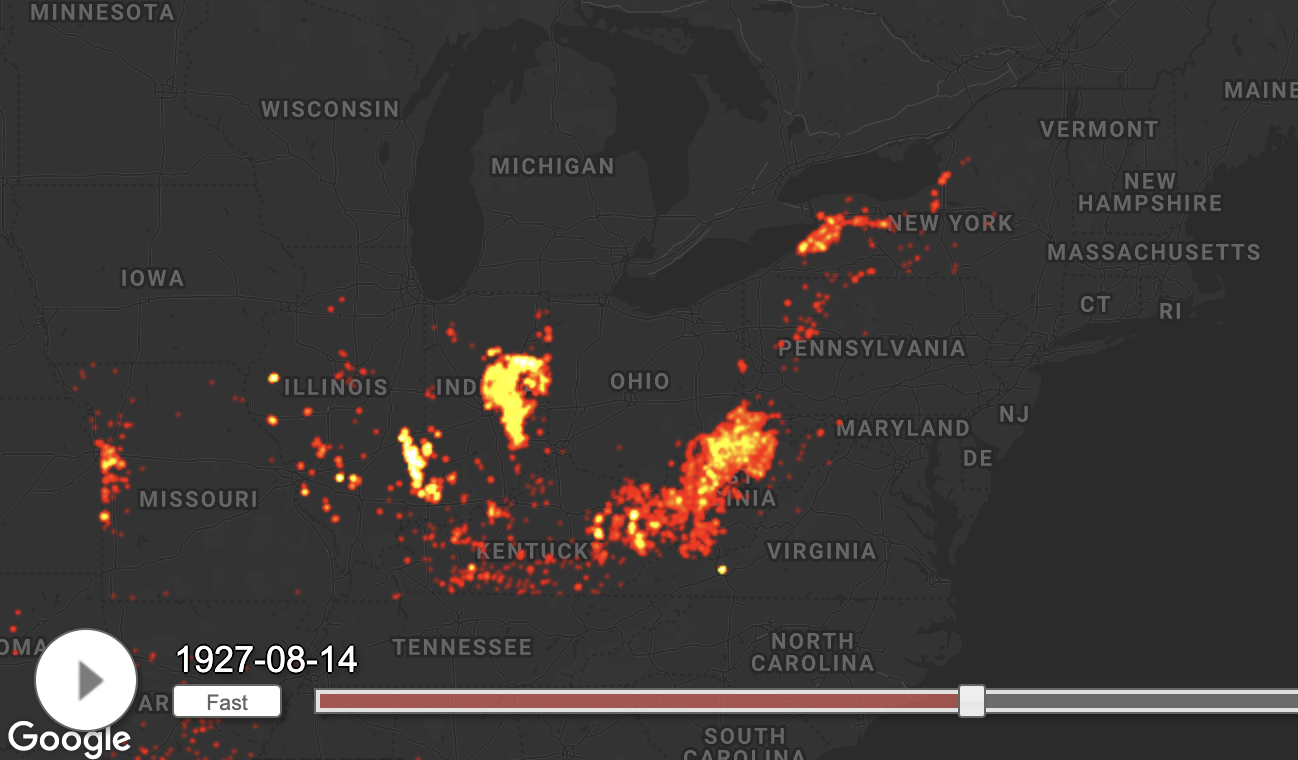 MINNESOTA
MAINE
WISCONSIN
VERMONT
MICHIGAN
NEW
HAMPSHIRE
NEW YORK
MASSACHUSETTS
IOWA
CT
RI
PENNSYLVANIA
ILLINOIS
IND
OHIO
NJ
MARYLAND
DE
MISSOURI
ST
INIA
KENTUCK
VIRGINIA
OMA
TENNESSEE
NORTH
CAROLINA
1927-08-14
AR
Fast
Google
SOUTH
CAROLINA